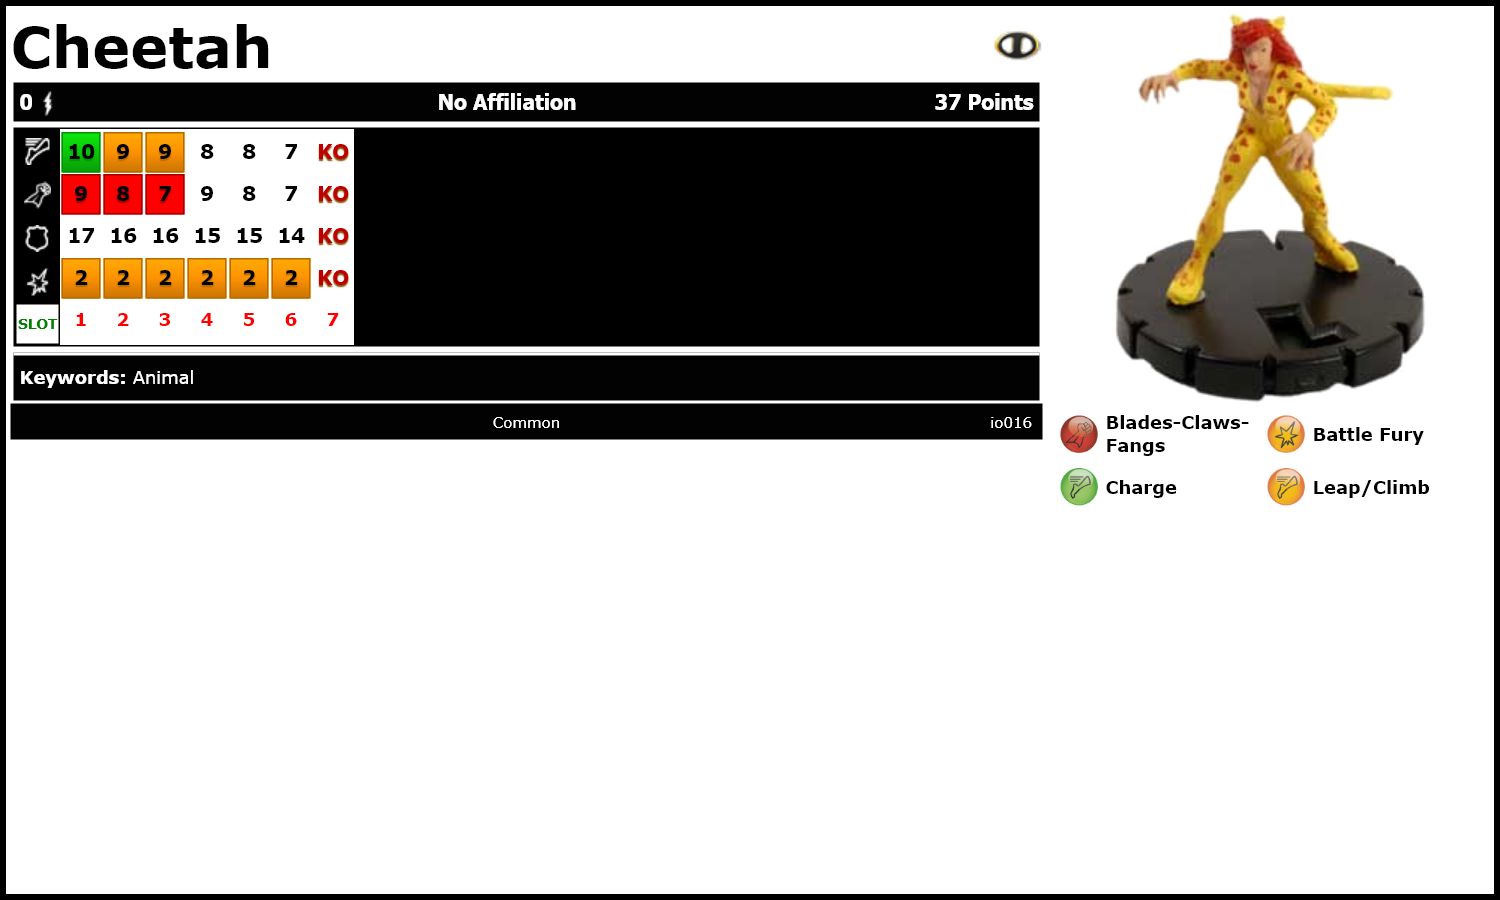 Cheetah
0 No Affiliation 37 Points
10 9 9 8 8 7 KO
9 8 7 9 8 7 KO
17 16 16 15 15 14 KO
2 2 2 2 2 2 KO
SLOT 1 2 3 4 5 6 7
Keywords: Animal
Common io016
Blades-Claws-
Fangs
Battle Fury
Charge
Leap/Climb